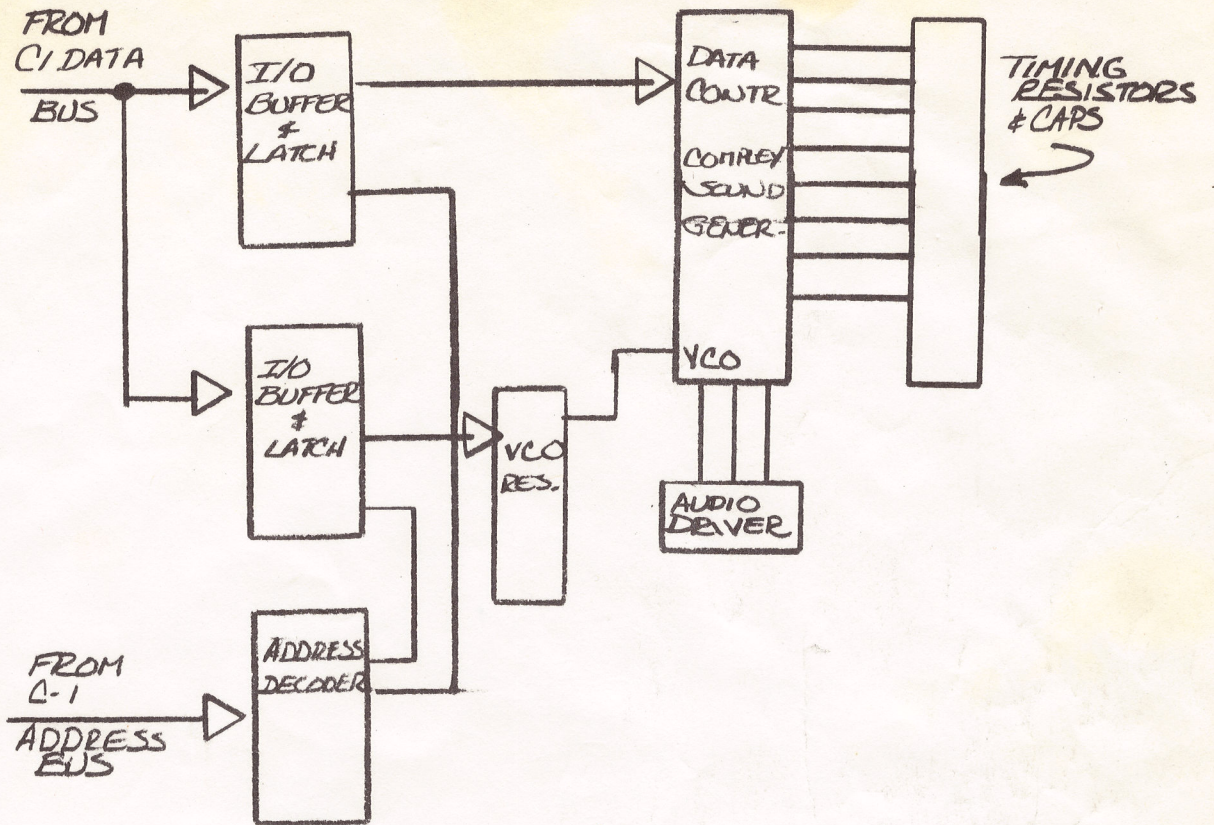 FROM
C1 DATA
BUS
I/O
BUFFER
&
LATCH
DATA
CONTR
COMPLEX
SOUND
GENER-
VCO
TIMING
RESISTORS
& CAPS
I/O
BUFFER
&
LATCH
VCO
RES.
AUDIO
DRIVER
ADDRESS
DECODER
FROM
C-1
ADDRESS
BUS